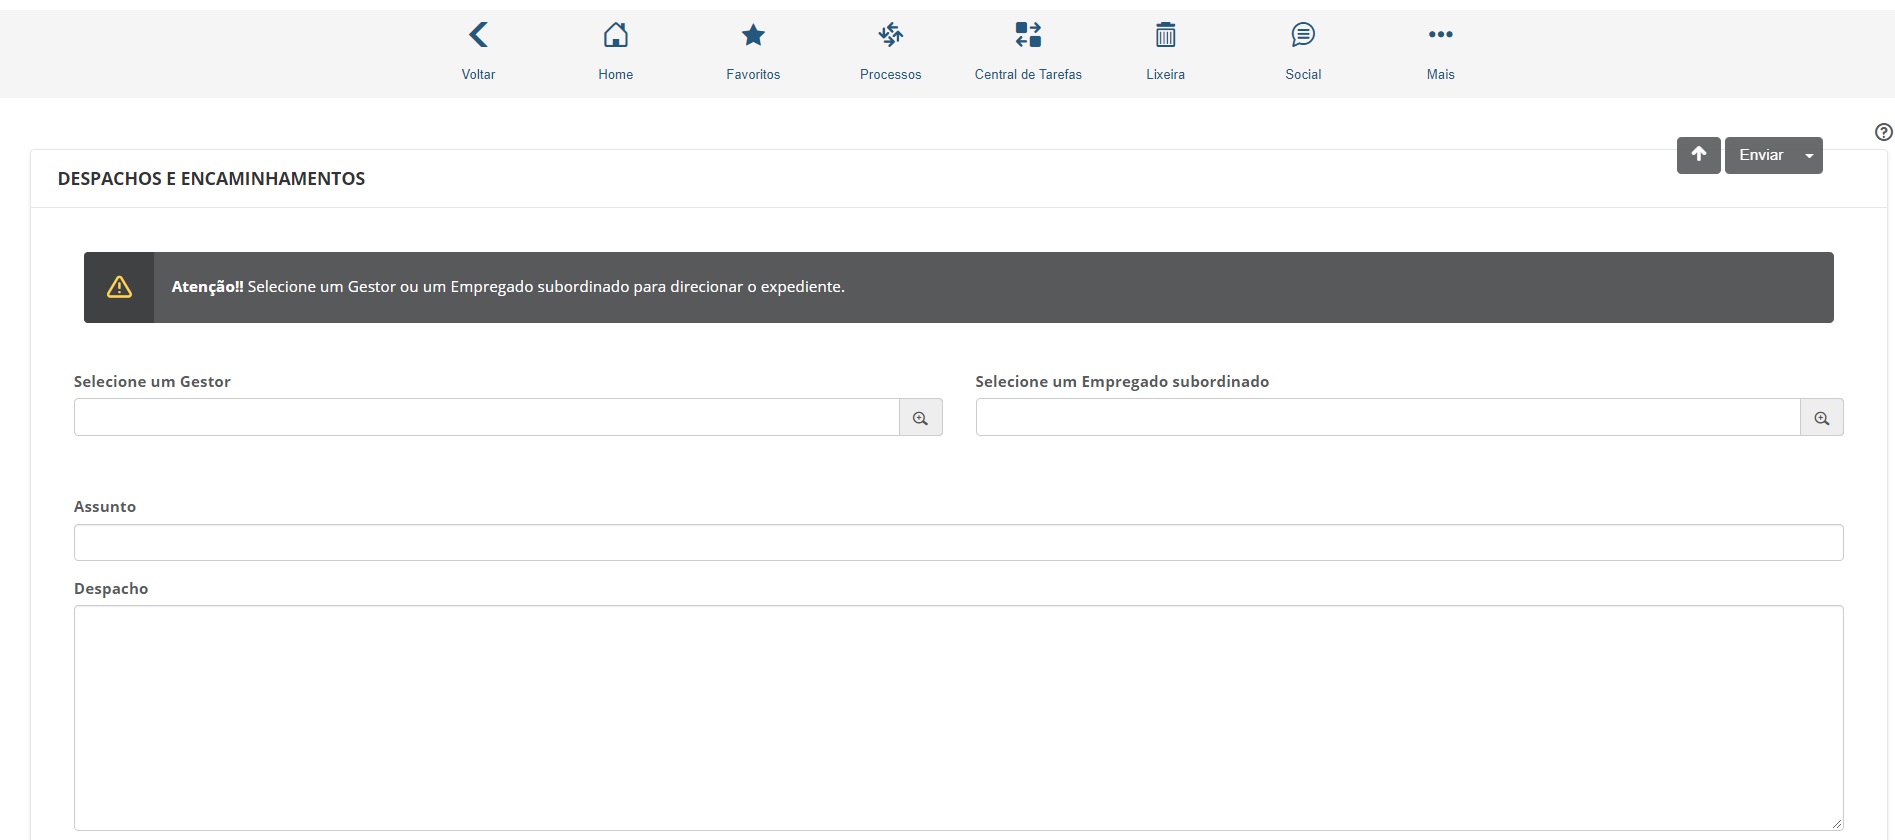 Voltar
Home
Favoritos
Processos
Central de Tarefas
Lixeira
Social
Mais
Enviar
DESPACHOS E ENCAMINHAMENTOS
Atenção!! Selecione um Gestor ou um Empregado subordinado para direcionar o expediente.
Selecione um Gestor
Selecione um Empregado subordinado
Assunto
Despacho